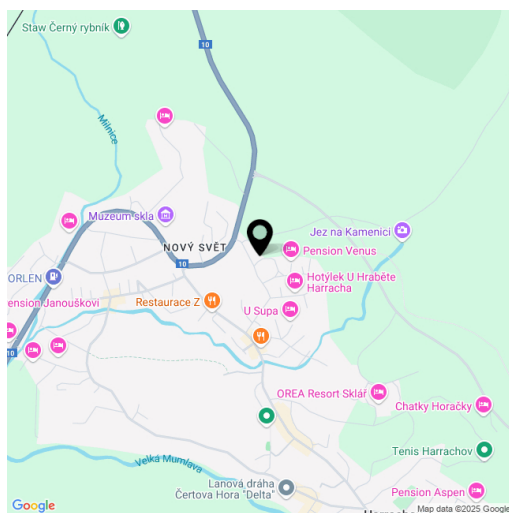 Staw Černý rybník
10
Milnice
Muzeum skla
Jez na Kamenici
NOVÝ SVĚT
Pension Venus
10
ORLEN
Hotýlek U Hraběte
Harracha
Pension Janouškovi
Restaurace Z
U Supa
10
OREA Resort Sklář
Chatky Horačky
Tenis Harrachov
Velká Mumlava
Lanová dráha
Čertova Hora "Delta"
Pension Aspen
Google
Map data ©2025 Google